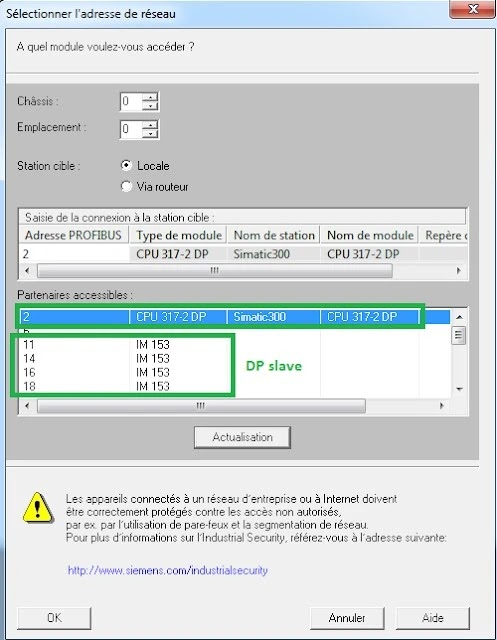 Sélectionner l'adresse de réseau
A quel module voulez-vous accéder ?
Châssis : 0
Emplacement : 0
Station cible : Locale
Via routeur
Saisie de la connexion à la station cible :
Adresse PROFIBUS Type de module Nom de station Nom de module Repère
2 CPU 317-2 DP Simatic300 CPU 317-2 DP
Partenaires accessibles :
2 CPU 317-2 DP Simatic300 CPU 317-2 DP
11 IM 153
14 IM 153
16 IM 153
18 IM 153
DP slave
Actualisation
Les appareils connectés à un réseau d'entreprise ou à Internet doivent
être correctement protégés contre les accès non autorisés,
par ex. par l'utilisation de pare-feux et la segmentation de réseau.
Pour plus d'informations sur l'Industrial Security, référez-vous à l'adresse suivante:
http://www.siemens.com/industrialsecurity
OK Annuler Aide